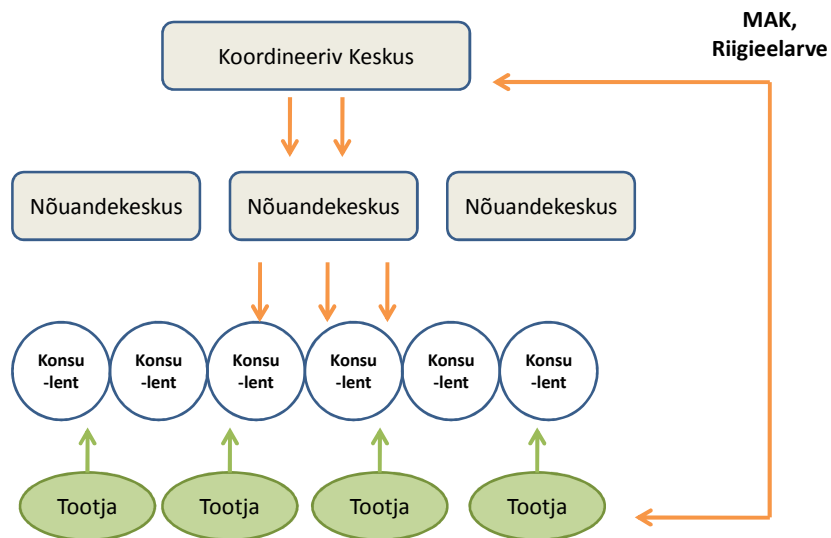 MAK,
Riigieelarve
Koordineeriv Keskus
Nõuandekeskus
Nõuandekeskus
Nõuandekeskus
Konsu
-lent
Konsu
-lent
Konsu
-lent
Konsu
-lent
Konsu
-lent
Konsu
-lent
Tootja
Tootja
Tootja
Tootja